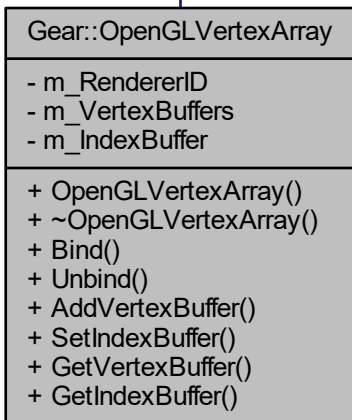 Gear::OpenGLVertexArray
- m_RendererID
- m_VertexBuffers
- m_IndexBuffer
+ OpenGLVertexArray()
+ ~OpenGLVertexArray()
+ Bind()
+ Unbind()
+ AddVertexBuffer()
+ SetIndexBuffer()
+ GetVertexBuffer()
+ GetIndexBuffer()